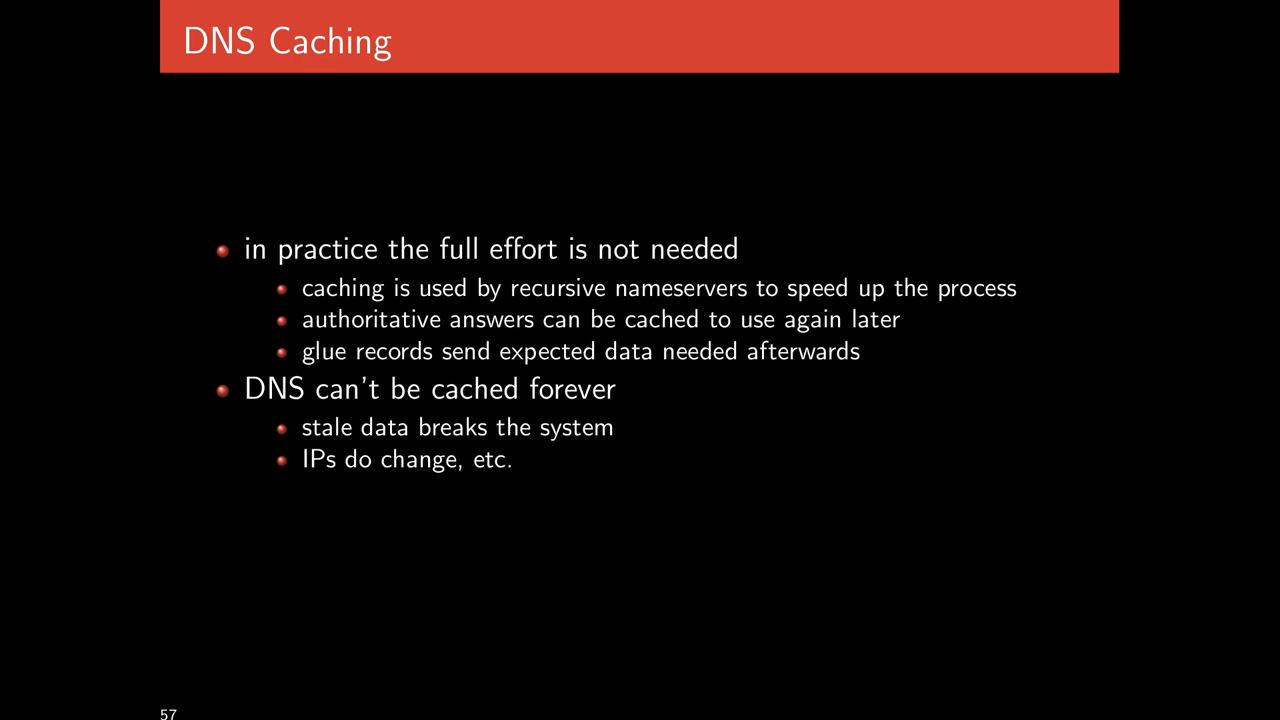 DNS Caching
in practice the full effort is not needed
caching is used by recursive nameservers to speed up the process
authoritative answers can be cached to use again later
glue records send expected data needed afterwards
DNS can't be cached forever
stale data breaks the system
IPs do change, etc.
57